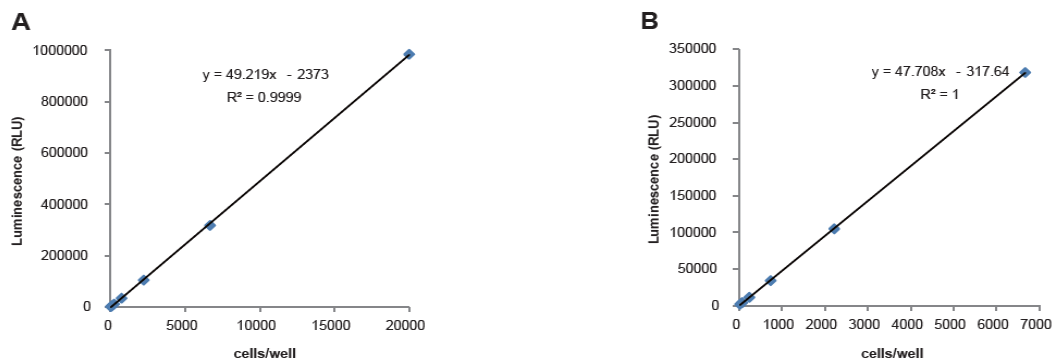 A
1000000
800000
600000
400000
200000
0
Luminescence (RLU)
y = 49.219x - 2373
R² = 0.9999
0 5000 10000 15000 20000
cells/well
B
350000
300000
250000
200000
150000
100000
50000
0
Luminescence (RLU)
y = 47.708x - 317.64
R² = 1
0 1000 2000 3000 4000 5000 6000 7000
cells/well